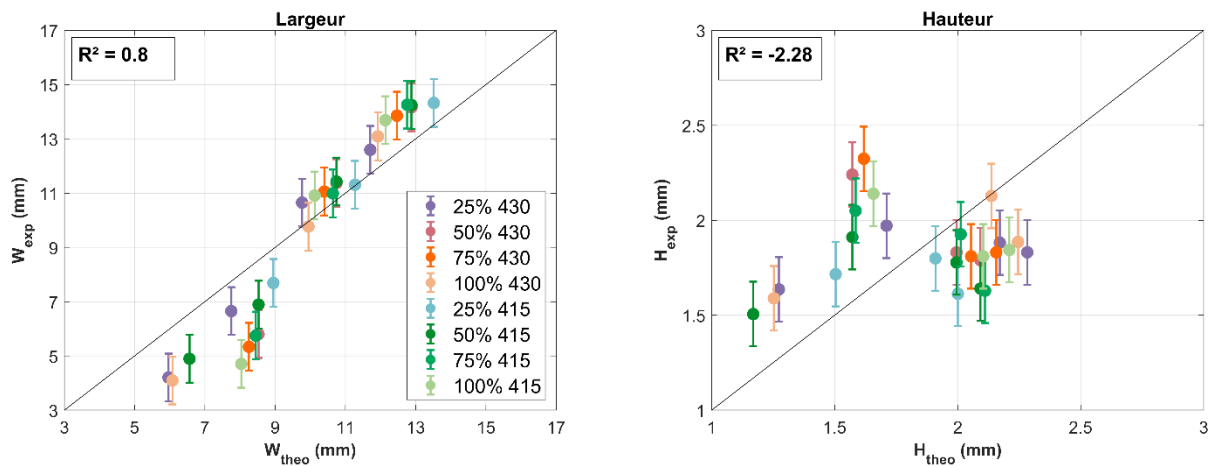 Largeur
R² = 0.8
17
15
13
11
9
7
5
3
W_exp (mm)
3 5 7 9 11 13 15 17
W_theo (mm)
25% 430
50% 430
75% 430
100% 430
25% 415
50% 415
75% 415
100% 415
Hauteur
R² = -2.28
3
2.5
2
1.5
1
H_exp (mm)
1 1.5 2 2.5 3
H_theo (mm)